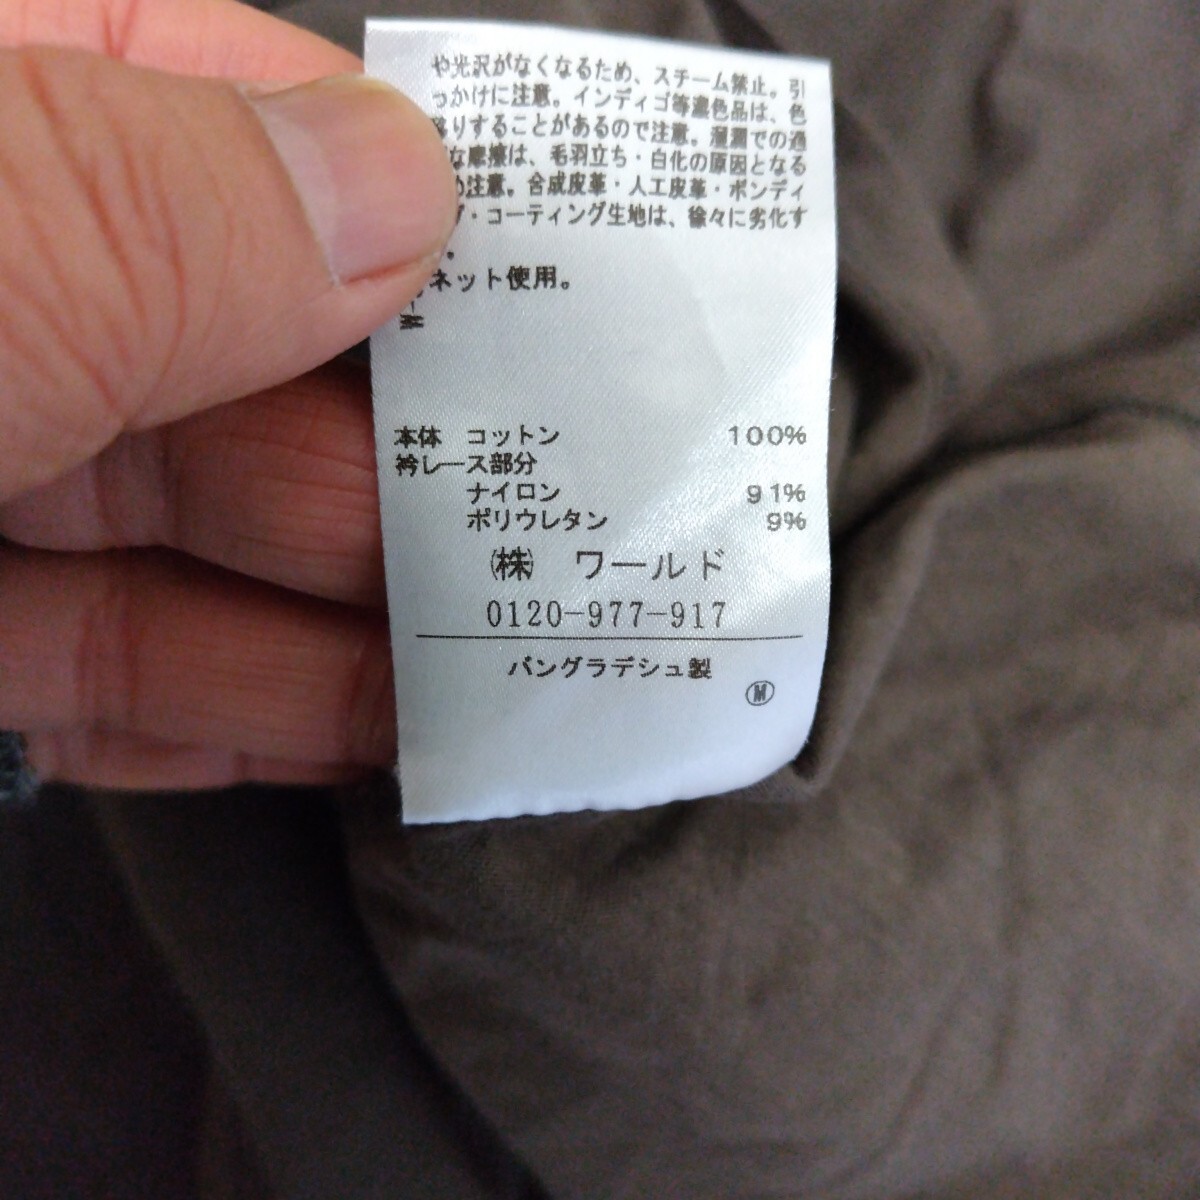 や光沢がなくなるため、スチーム禁止。引
っかけに注意。インディゴ等濃色品は、色
りすることがあるので注意。湿潤での過
な摩擦は、毛羽立ち・白化の原因となる
注意。合成皮革・人工皮革・ボンディ
グ・コーティング生地は、徐々に劣化す
。
ネット使用。
本体 コットン 100%
衿レース部分
ナイロン 91%
ポリウレタン 9%
㈱ ワールド
0120-977-917
バングラデシュ製
Ⓜ